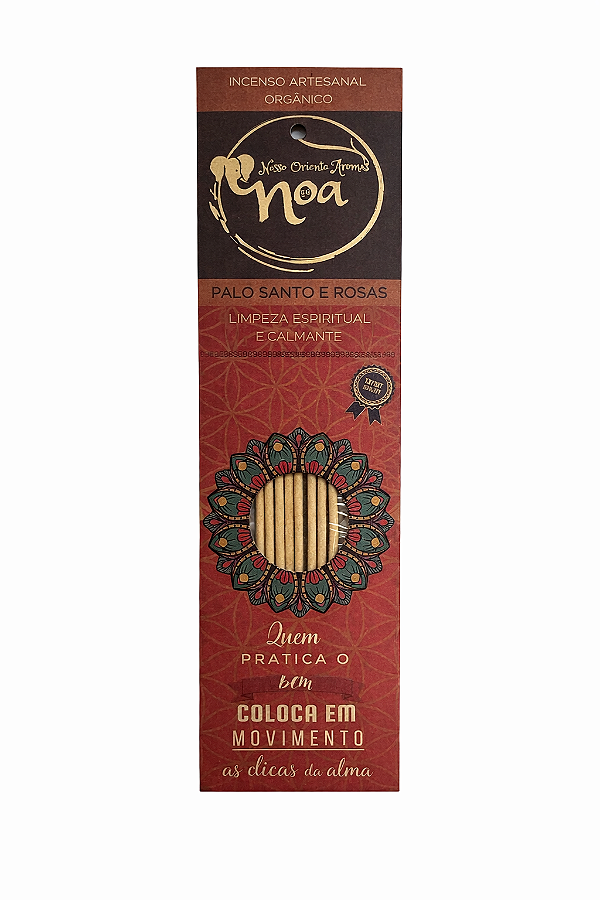 INCENSO ARTESANAL
ORGÂNICO
Nosso Oriente Aromas
noa
PALO SANTO E ROSAS
LIMPEZA ESPIRITUAL
E CALMANTE
Quem
PRATICA O
bem
COLOCA EM
MOVIMENTO
as clicas da alma